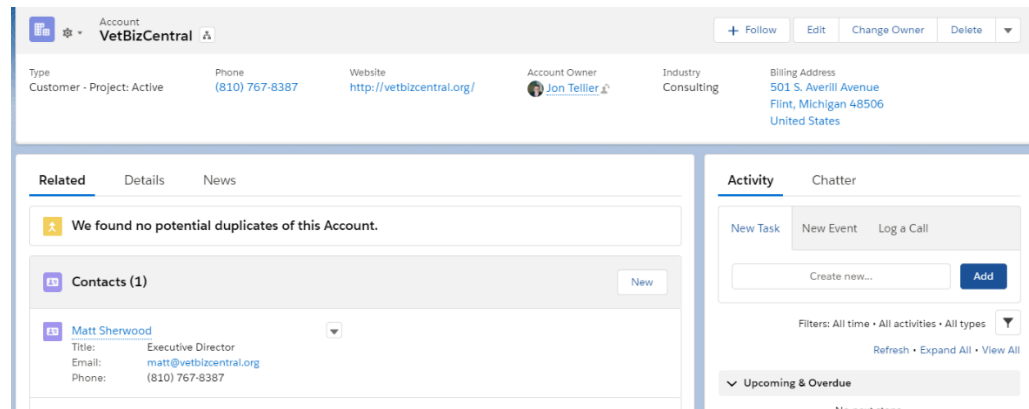 Account
VetBizCentral
+ Follow
Edit
Change Owner
Delete
Type
Customer - Project: Active
Phone
(810) 767-8387
Website
http://vetbizcentral.org/
Account Owner
Jon Tellier
Industry
Consulting
Billing Address
501 S. Averill Avenue
Flint, Michigan 48506
United States
Related
Details
News
We found no potential duplicates of this Account.
Contacts (1)
New
Matt Sherwood
Title: Executive Director
Email: matt@vetbizcentral.org
Phone: (810) 767-8387
Activity
Chatter
New Task
New Event
Log a Call
Create new...
Add
Filters: All time • All activities • All types
Refresh • Expand All • View All
Upcoming & Overdue